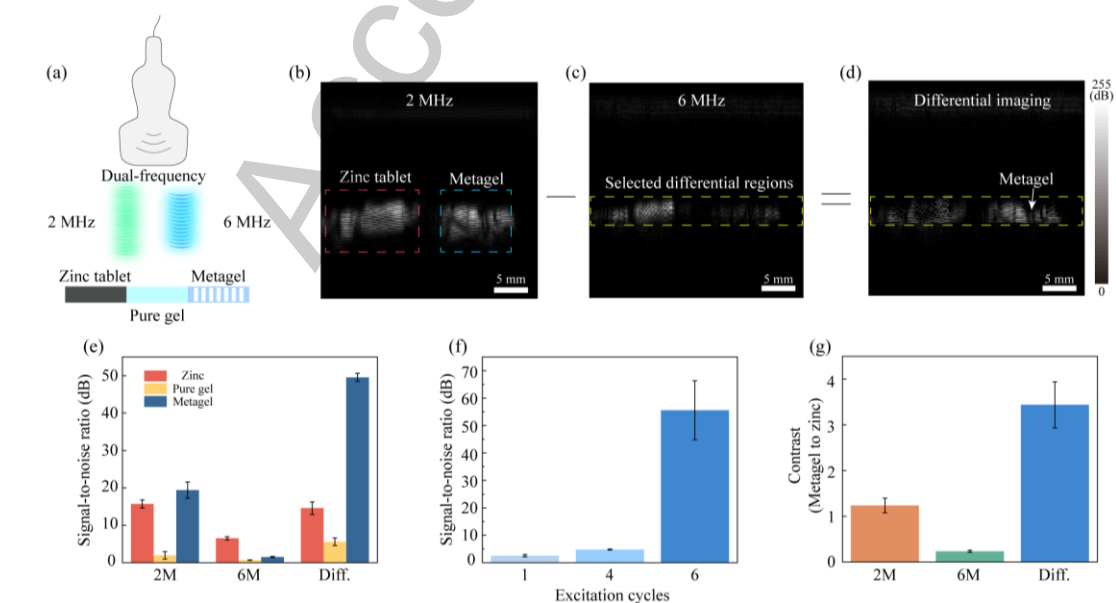 Acc
(a)
Dual-frequency
2 MHz
6 MHz
Zinc tablet
Metagel
Pure gel
(b)
2 MHz
Zinc tablet
Metagel
5 mm
(c)
6 MHz
Selected differential regions
5 mm
(d)
Differential imaging
Metagel
5 mm
255
(dB)
0
(e)
Signal-to-noise ratio (dB)
50
40
30
20
10
0
Zinc
Pure gel
Metagel
2M 6M Diff.
(f)
Signal-to-noise ratio (dB)
70
60
50
40
30
20
10
0
1 4 6
Excitation cycles
(g)
Contrast
(Metagel to zinc)
4
3
2
1
0
2M 6M Diff.